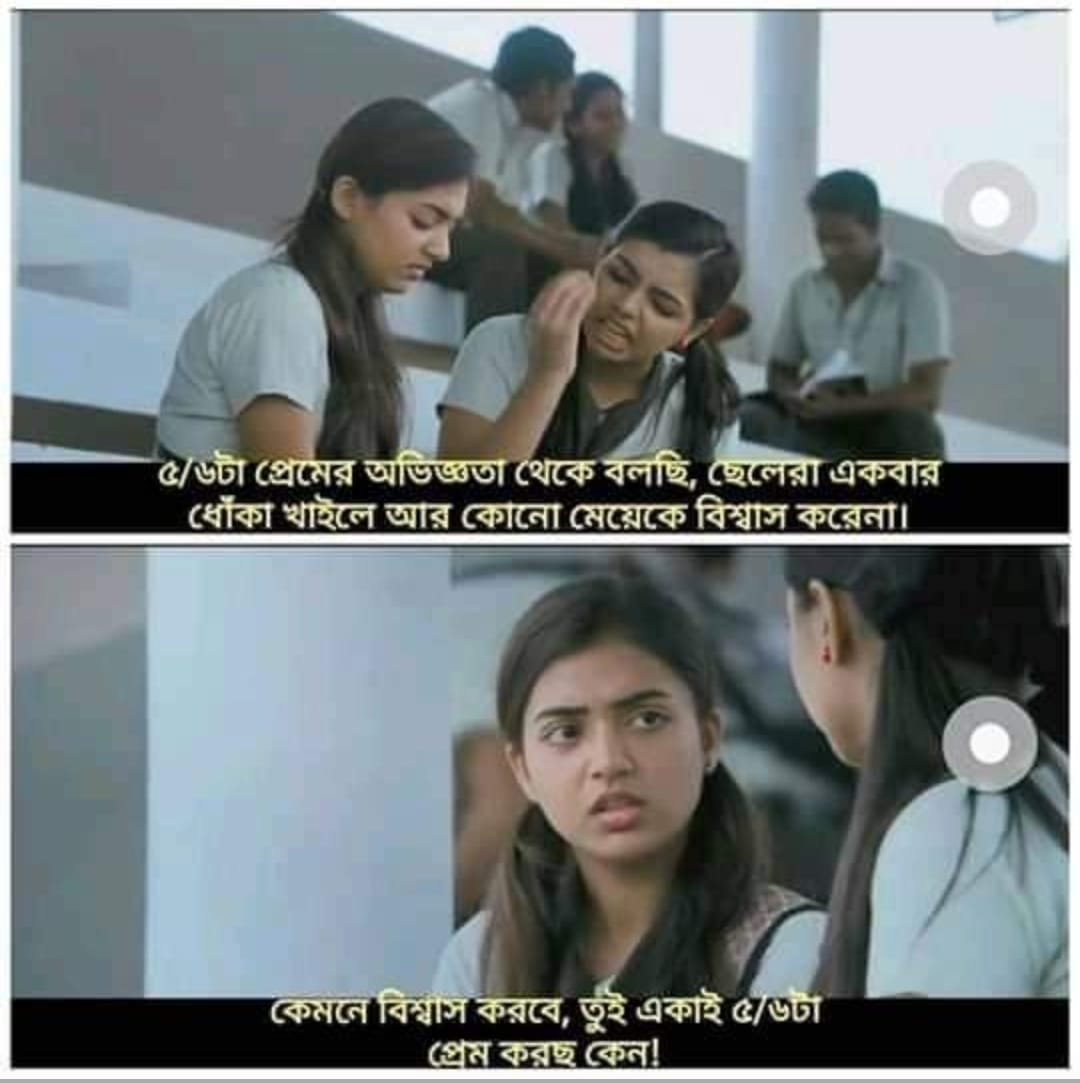 ৫/৬টা প্রেমের অভিজ্ঞতা থেকে বলছি, ছেলেরা একবার
ধোঁকা খাইলে আর কোনো মেয়েকে বিশ্বাস করেনা।
কেমনে বিশ্বাস করবে, তুই একাই ৫/৬টা
প্রেম করছ কেন!